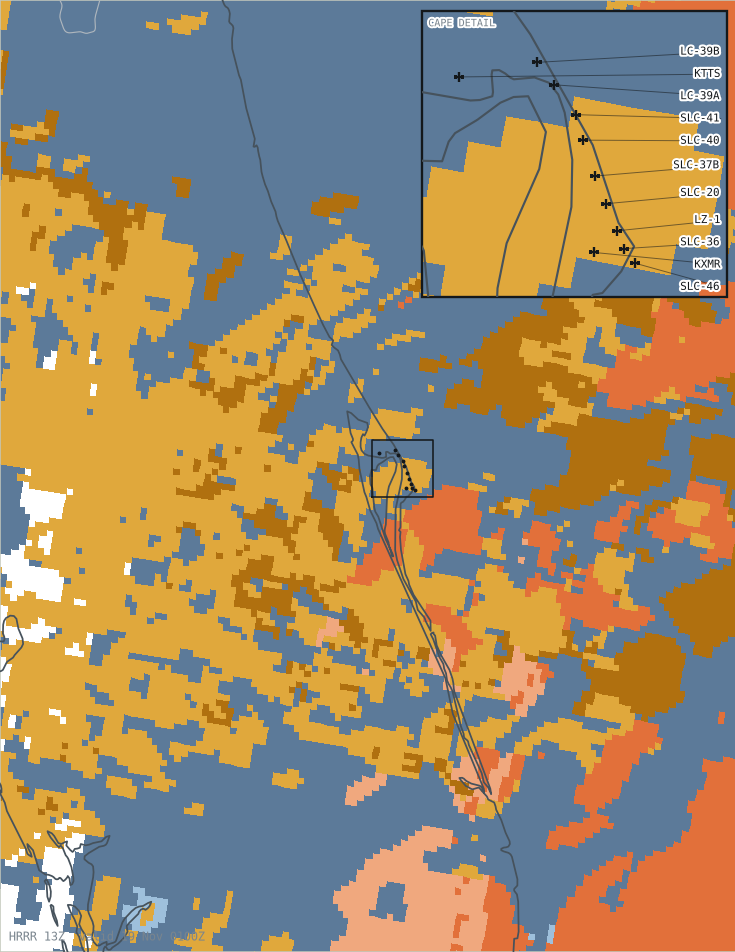 CAPE DETAIL
LC-39B
KTTS
LC-39A
SLC-41
SLC-40
SLC-37B
SLC-20
LZ-1
SLC-36
KXMR
SLC-46
HRRR 13Z